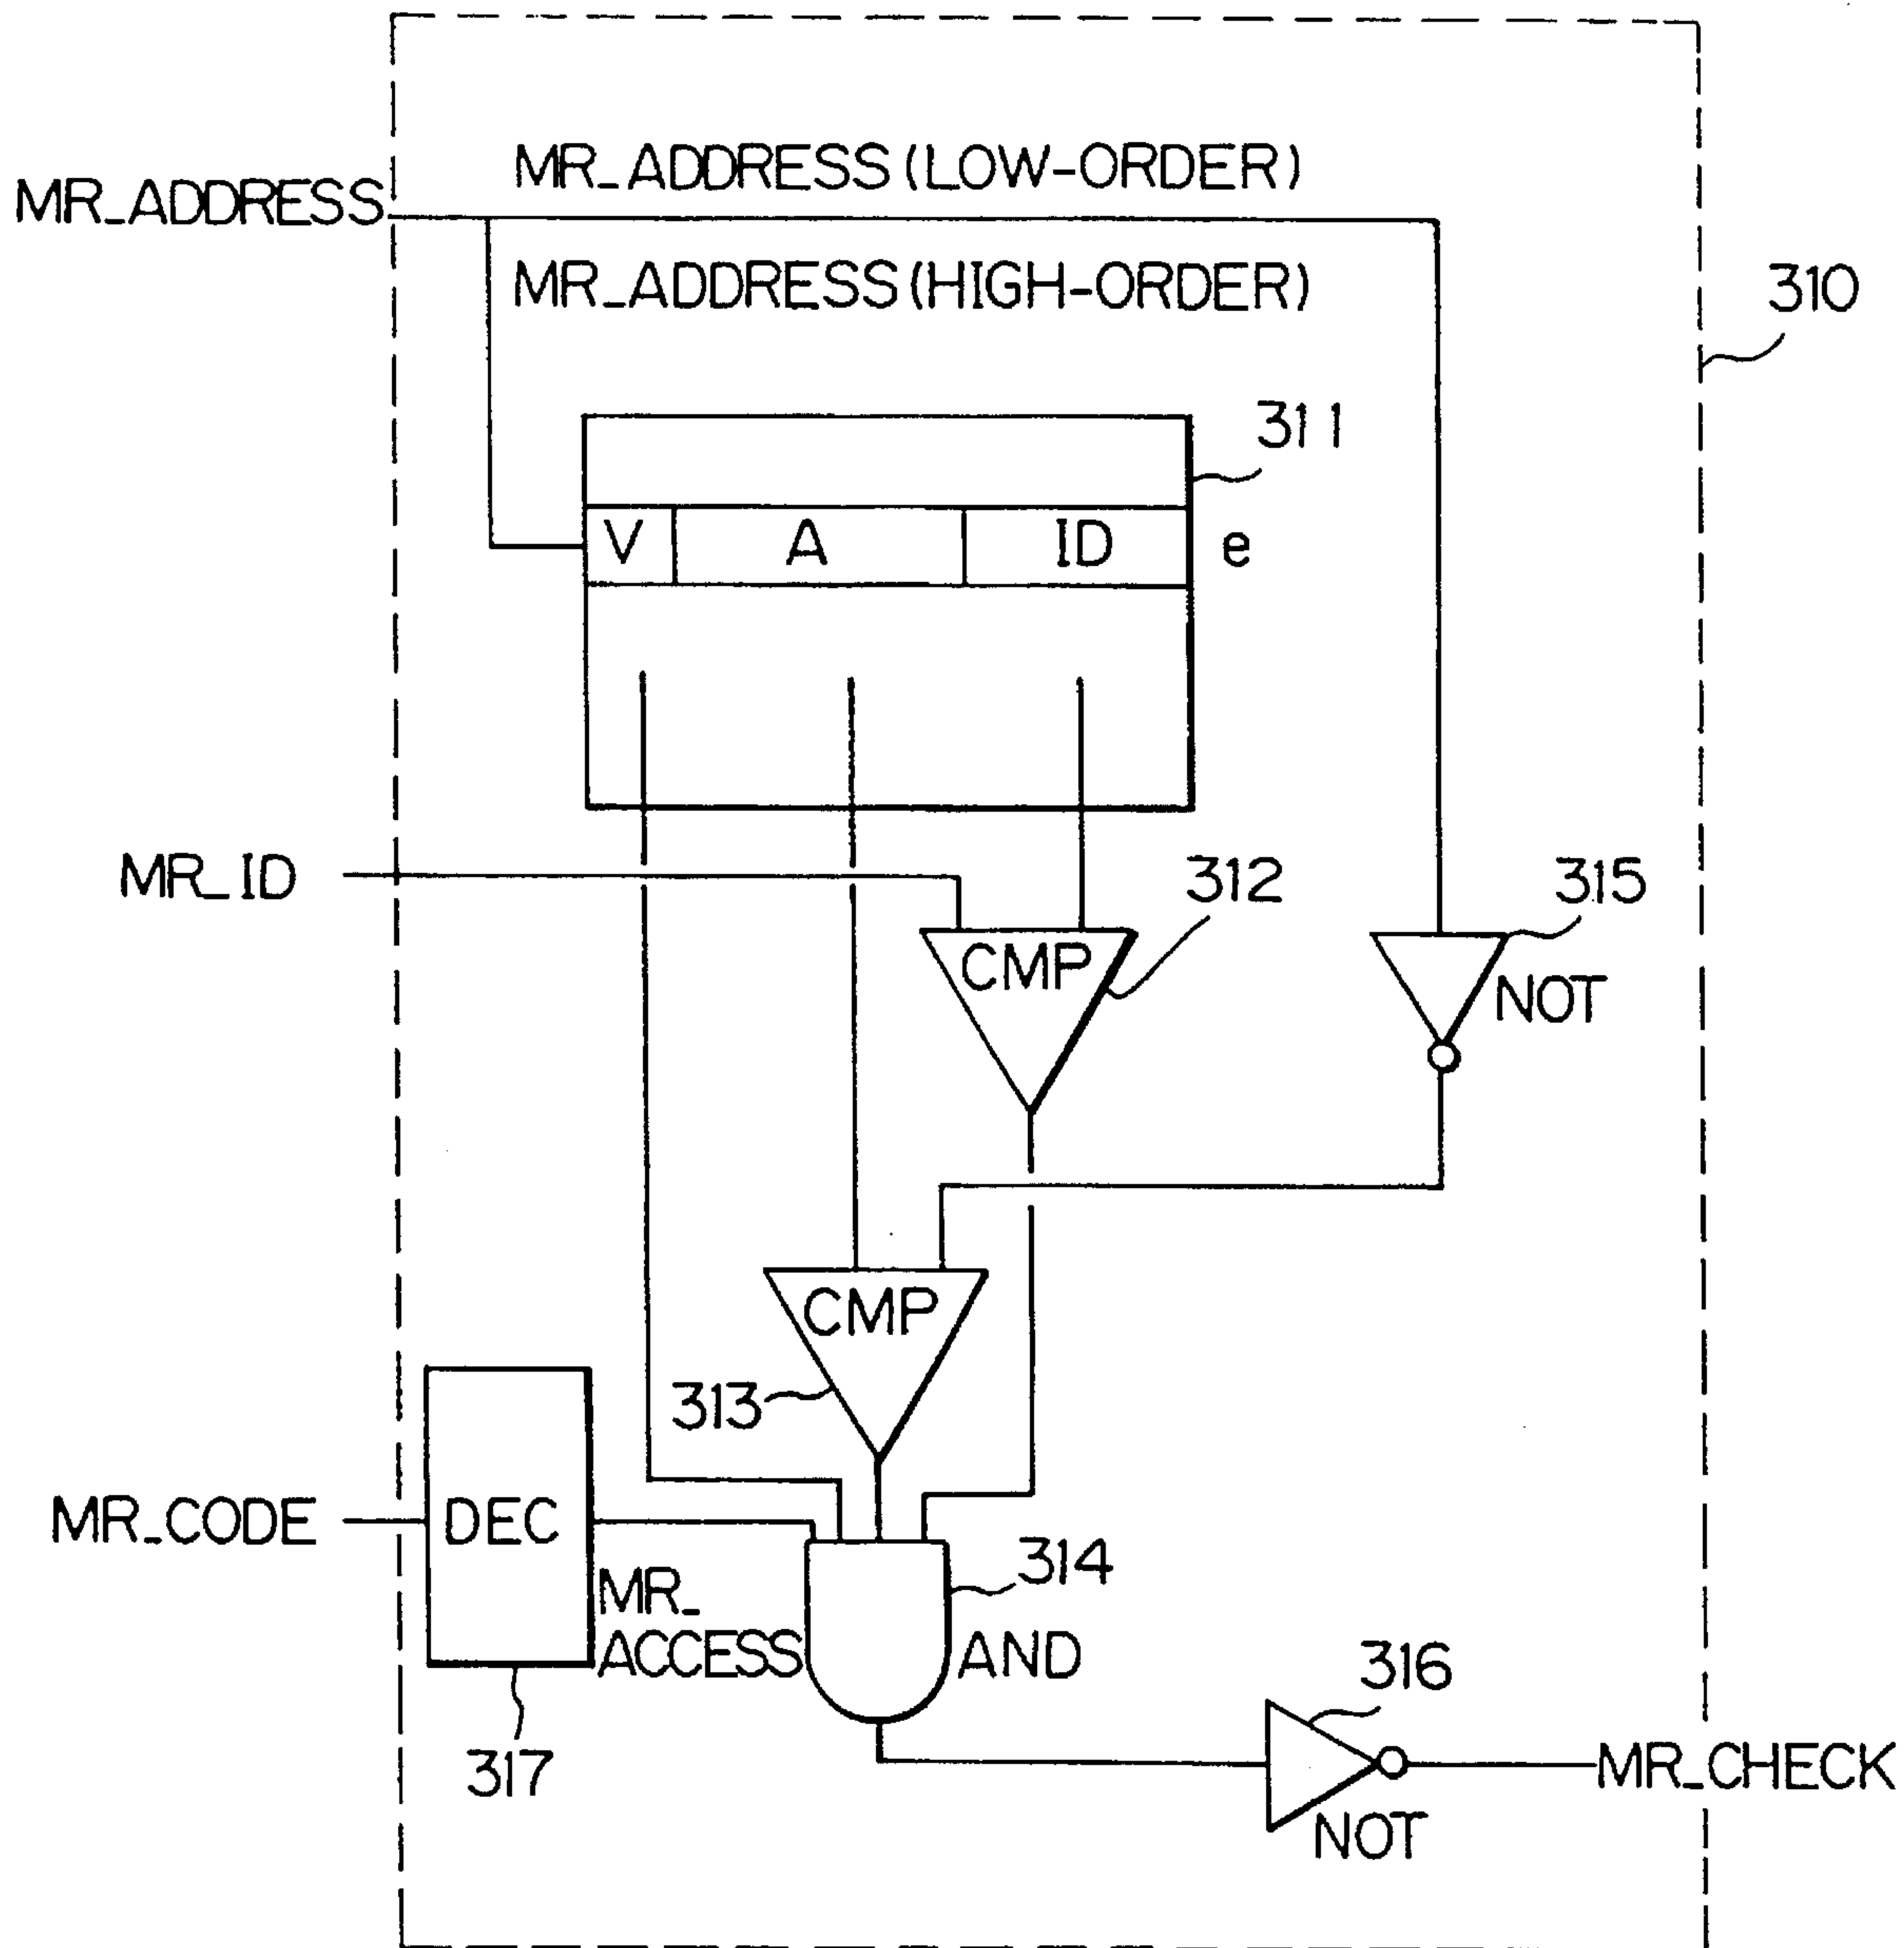 MR_ADDRESS (LOW-ORDER)
MR_ADDRESS
MR_ADDRESS (HIGH-ORDER)
310
311
V A ID e
MR_ID
312
315
CMP
NOT
CMP
313
MR_CODE
DEC
314
MR_
ACCESS
AND
316
317
MR_CHECK
NOT